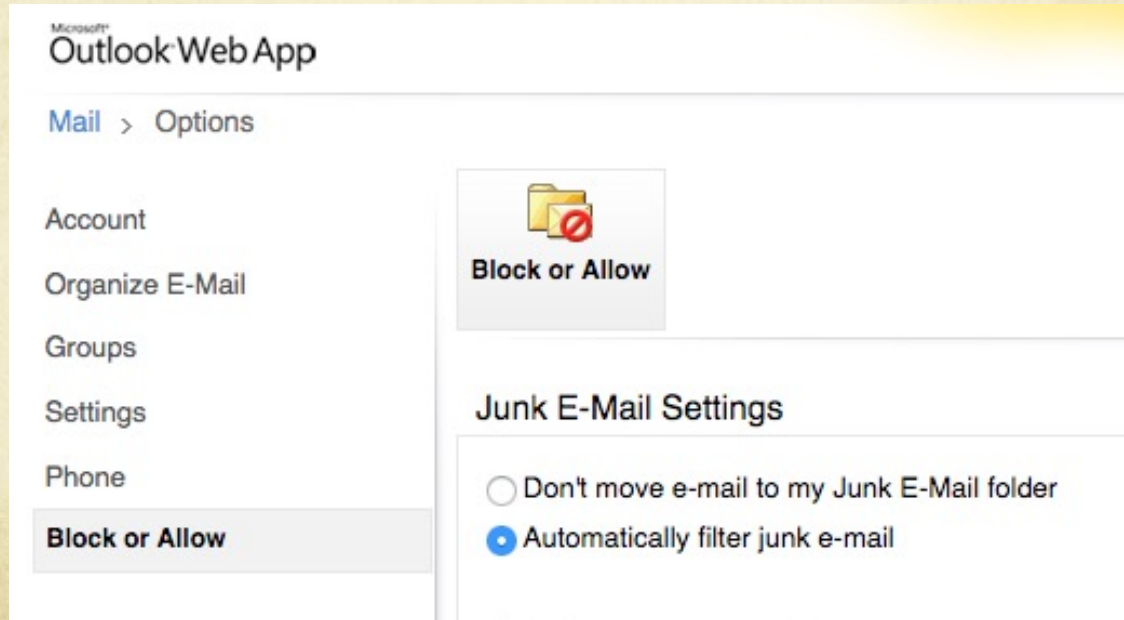 Microsoft®
Outlook Web App
Mail > Options
Account
Organize E-Mail
Groups
Settings
Phone
Block or Allow
Block or Allow
Junk E-Mail Settings
Don't move e-mail to my Junk E-Mail folder
Automatically filter junk e-mail